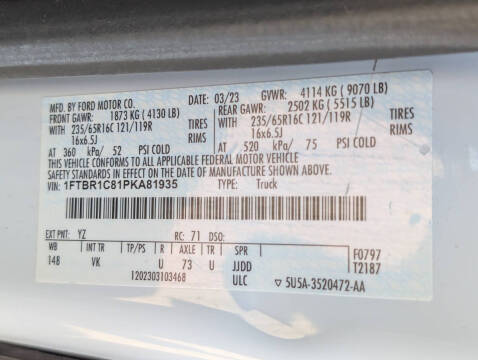 MFD. BY FORD MOTOR CO.
DATE: 03/23 GVWR: 4114 KG ( 9070 LB)
FRONT GAWR: 1873 KG ( 4130 LB) REAR GAWR: 2502 KG ( 5515 LB)
WITH 235/65R16C 121/119R TIRES WITH 235/65R16C 121/119R TIRES
16x6.5J RIMS 16x6.5J RIMS
AT 360 kPa/ 52 PSI COLD AT 520 kPa/ 75 PSI COLD
THIS VEHICLE CONFORMS TO ALL APPLICABLE FEDERAL MOTOR VEHICLE
SAFETY STANDARDS IN EFFECT ON THE DATE OF MANUFACTURE SHOWN ABOVE.
VIN: 1FTBR1C81PKA81935 TYPE: Truck
EXT PNT: YZ RC: 71 DSO:
WB INT TR TP/PS R AXLE TR SPR F0797
148 VK U 73 U JJDD T2187
1202303103468 ULC ▽ 5U5A-3520472-AA